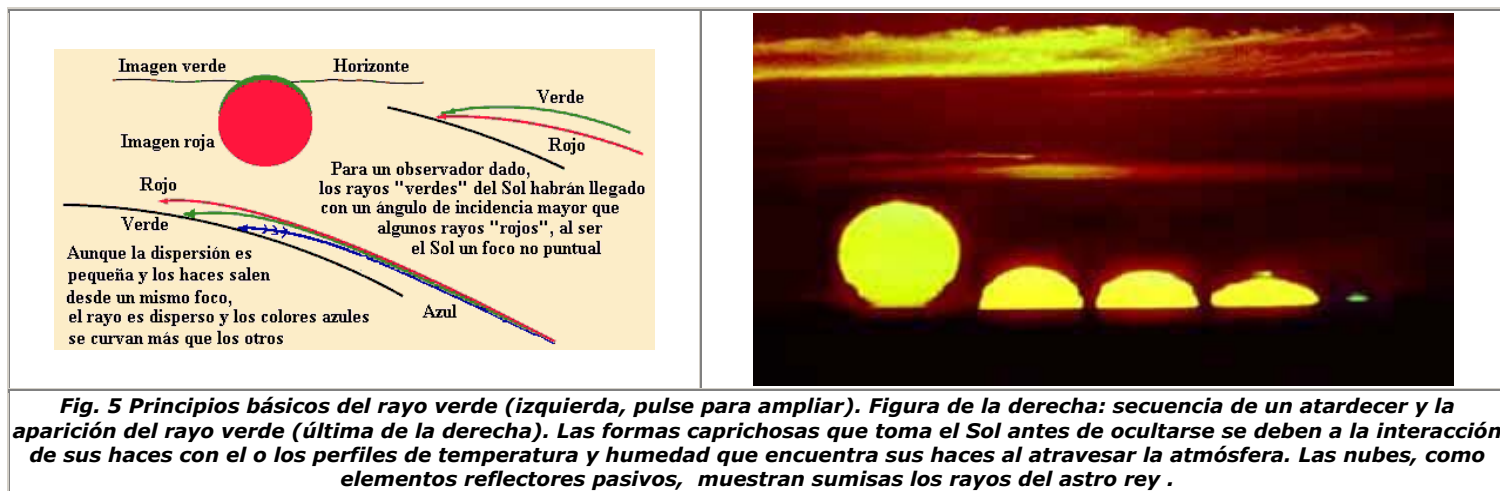 Imagen verde
Horizonte
Imagen roja
Verde
Rojo
Para un observador dado,
los rayos "verdes" del Sol habrán llegado
con un ángulo de incidencia mayor que
algunos rayos "rojos", al ser
el Sol un foco no puntual
Rojo
Verde
Azul
Aunque la dispersión es
pequeña y los haces salen
desde un mismo foco,
el rayo es disperso y los colores azules
se curvan más que los otros
Fig. 5 Principios básicos del rayo verde (izquierda, pulse para ampliar). Figura de la derecha: secuencia de un atardecer y la
aparición del rayo verde (última de la derecha). Las formas caprichosas que toma el Sol antes de ocultarse se deben a la interacción
de sus haces con el o los perfiles de temperatura y humedad que encuentra sus haces al atravesar la atmósfera. Las nubes, como
elementos reflectores pasivos, muestran sumisas los rayos del astro rey .